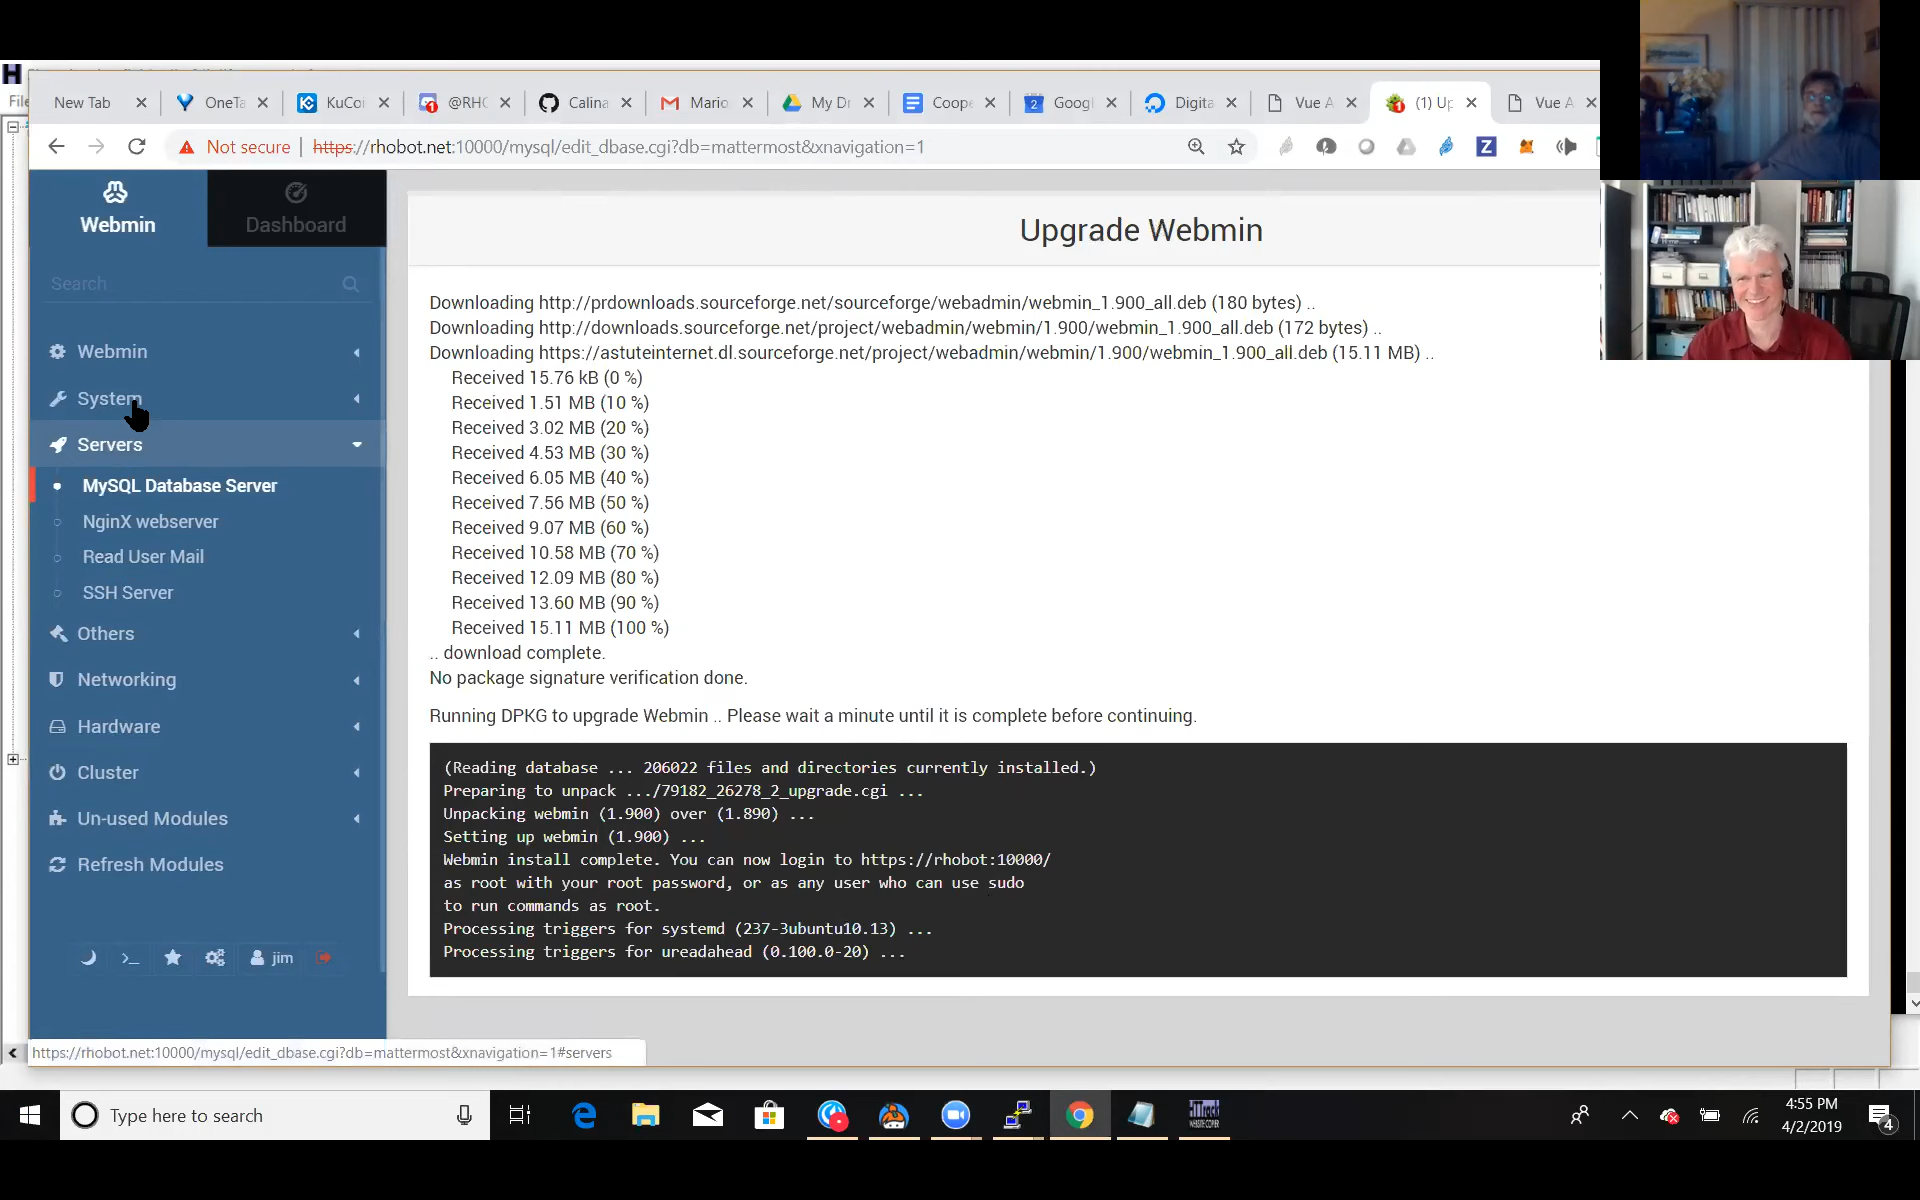 H
File
New Tab
OneTa
KuCoi
@RHO
Calina
Mario
My Dr
Coope
2
Googl
Digita
Vue A
(1) Up
Vue A
Not secure
https://rhobot.net:10000/mysql/edit_dbase.cgi?db=mattermost&xnavigation=1
Z
Webmin
Dashboard
Search
Webmin
System
Servers
MySQL Database Server
NginX webserver
Read User Mail
SSH Server
Others
Networking
Hardware
Cluster
Un-used Modules
Refresh Modules
jim
Upgrade Webmin
Downloading http://prdownloads.sourceforge.net/sourceforge/webadmin/webmin_1.900_all.deb (180 bytes) ..
Downloading http://downloads.sourceforge.net/project/webadmin/webmin/1.900/webmin_1.900_all.deb (172 bytes) ..
Downloading https://astuteinternet.dl.sourceforge.net/project/webadmin/webmin/1.900/webmin_1.900_all.deb (15.11 MB) ..
Received 15.76 kB (0 %)
Received 1.51 MB (10 %)
Received 3.02 MB (20 %)
Received 4.53 MB (30 %)
Received 6.05 MB (40 %)
Received 7.56 MB (50 %)
Received 9.07 MB (60 %)
Received 10.58 MB (70 %)
Received 12.09 MB (80 %)
Received 13.60 MB (90 %)
Received 15.11 MB (100 %)
.. download complete.
No package signature verification done.
Running DPKG to upgrade Webmin .. Please wait a minute until it is complete before continuing.
(Reading database ... 206022 files and directories currently installed.)
Preparing to unpack .../79182_26278_2_upgrade.cgi ...
Unpacking webmin (1.900) over (1.890) ...
Setting up webmin (1.900) ...
Webmin install complete. You can now login to https://rhobot:10000/
as root with your root password, or as any user who can use sudo
to run commands as root.
Processing triggers for systemd (237-3ubuntu10.13) ...
Processing triggers for ureadahead (0.100.0-20) ...
https://rhobot.net:10000/mysql/edit_dbase.cgi?db=mattermost&xnavigation=1#servers
Type here to search
HTTrack
WEBSITE COPIER
4:55 PM
4/2/2019
4